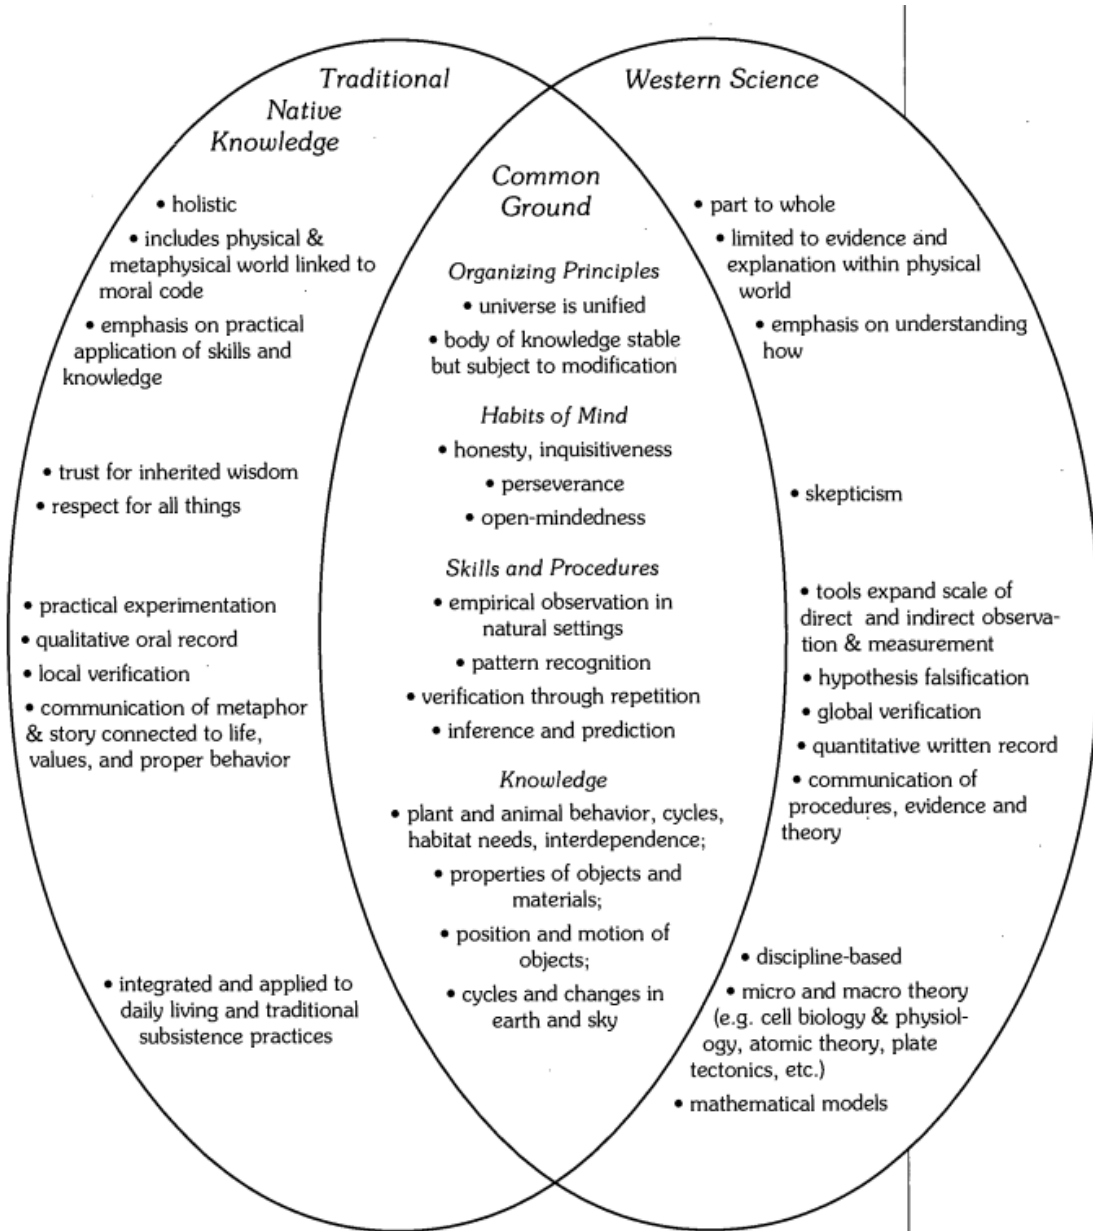 Traditional
Native
Knowledge
• holistic
• includes physical &
metaphysical world linked to
moral code
• emphasis on practical
application of skills and
knowledge
• trust for inherited wisdom
• respect for all things
• practical experimentation
• qualitative oral record
• local verification
• communication of metaphor
& story connected to life,
values, and proper behavior
• integrated and applied to
daily living and traditional
subsistence practices
Common
Ground
Organizing Principles
• universe is unified
• body of knowledge stable
but subject to modification
Habits of Mind
• honesty, inquisitiveness
• perseverance
• open-mindedness
Skills and Procedures
• empirical observation in
natural settings
• pattern recognition
• verification through repetition
• inference and prediction
Knowledge
• plant and animal behavior, cycles,
habitat needs, interdependence;
• properties of objects and
materials;
• position and motion of
objects;
• cycles and changes in
earth and sky
Western Science
• part to whole
• limited to evidence and
explanation within physical
world
• emphasis on understanding
how
• skepticism
• tools expand scale of
direct and indirect observa-
tion & measurement
• hypothesis falsification
• global verification
• quantitative written record
• communication of
procedures, evidence and
theory
• discipline-based
• micro and macro theory
(e.g. cell biology & physiol-
ogy, atomic theory, plate
tectonics, etc.)
• mathematical models